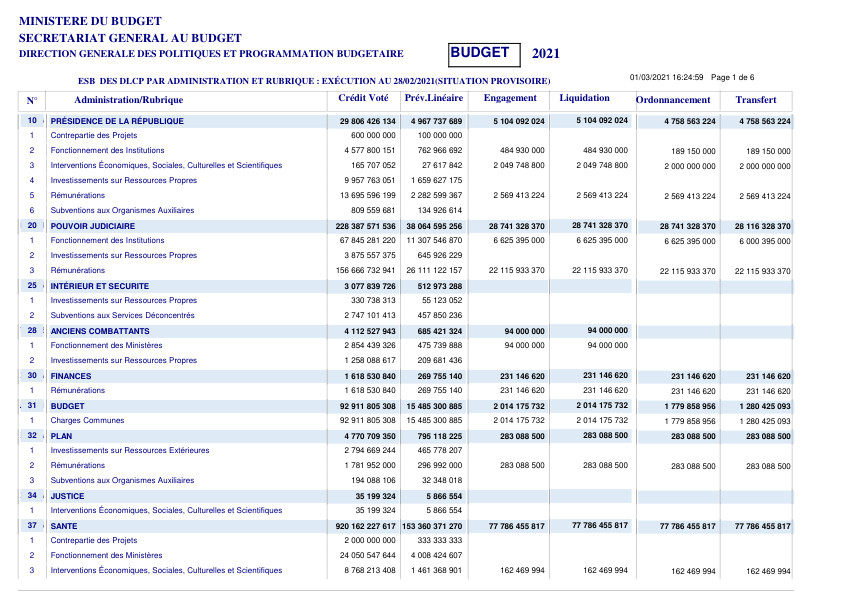 MINISTERE DU BUDGET
SECRETARIAT GENERAL AU BUDGET
DIRECTION GENERALE DES POLITIQUES ET PROGRAMMATION BUDGETAIRE
BUDGET 2021
01/03/2021 16:24:59 Page 1 de 6
ESB DES DLCP PAR ADMINISTRATION ET RUBRIQUE : EXÉCUTION AU 28/02/2021(SITUATION PROVISOIRE)
N° Administration/Rubrique Crédit Voté Prév.Linéaire Engagement Liquidation Ordonnancement Transfert
10 PRÉSIDENCE DE LA RÉPUBLIQUE 29 806 426 134 4 967 737 689 5 104 092 024 5 104 092 024 4 758 563 224 4 758 563 224
1 Contrepartie des Projets 600 000 000 100 000 000
2 Fonctionnement des Institutions 4 577 800 151 762 966 692 484 930 000 484 930 000 189 150 000 189 150 000
3 Interventions Économiques, Sociales, Culturelles et Scientifiques 165 707 052 27 617 842 2 049 748 800 2 049 748 800 2 000 000 000 2 000 000 000
4 Investissements sur Ressources Propres 9 957 763 051 1 659 627 175
5 Rémunérations 13 695 596 199 2 282 599 367 2 569 413 224 2 569 413 224 2 569 413 224 2 569 413 224
6 Subventions aux Organismes Auxiliaires 809 559 681 134 926 614
20 POUVOIR JUDICIAIRE 228 387 571 536 38 064 595 256 28 741 328 370 28 741 328 370 28 741 328 370 28 116 328 370
1 Fonctionnement des Institutions 67 845 281 220 11 307 546 870 6 625 395 000 6 625 395 000 6 625 395 000 6 000 395 000
2 Investissements sur Ressources Propres 3 875 557 375 645 926 229
3 Rémunérations 156 666 732 941 26 111 122 157 22 115 933 370 22 115 933 370 22 115 933 370 22 115 933 370
25 INTÉRIEUR ET SECURITE 3 077 839 726 512 973 288
1 Investissements sur Ressources Propres 330 738 313 55 123 052
2 Subventions aux Services Déconcentrés 2 747 101 413 457 850 236
28 ANCIENS COMBATTANTS 4 112 527 943 685 421 324 94 000 000 94 000 000
1 Fonctionnement des Ministères 2 854 439 326 475 739 888 94 000 000 94 000 000
2 Investissements sur Ressources Propres 1 258 088 617 209 681 436
30 FINANCES 1 618 530 840 269 755 140 231 146 620 231 146 620 231 146 620 231 146 620
1 Rémunérations 1 618 530 840 269 755 140 231 146 620 231 146 620 231 146 620 231 146 620
31 BUDGET 92 911 805 308 15 485 300 885 2 014 175 732 2 014 175 732 1 779 858 956 1 280 425 093
1 Charges Communes 92 911 805 308 15 485 300 885 2 014 175 732 2 014 175 732 1 779 858 956 1 280 425 093
32 PLAN 4 770 709 350 795 118 225 283 088 500 283 088 500 283 088 500 283 088 500
1 Investissements sur Ressources Extérieures 2 794 669 244 465 778 207
2 Rémunérations 1 781 952 000 296 992 000 283 088 500 283 088 500 283 088 500 283 088 500
3 Subventions aux Organismes Auxiliaires 194 088 106 32 348 018
34 JUSTICE 35 199 324 5 866 554
1 Interventions Économiques, Sociales, Culturelles et Scientifiques 35 199 324 5 866 554
37 SANTE 920 162 227 617 153 360 371 270 77 786 455 817 77 786 455 817 77 786 455 817 77 786 455 817
1 Contrepartie des Projets 2 000 000 000 333 333 333
2 Fonctionnement des Ministères 24 050 547 644 4 008 424 607
3 Interventions Économiques, Sociales, Culturelles et Scientifiques 8 768 213 408 1 461 368 901 162 469 994 162 469 994 162 469 994 162 469 994